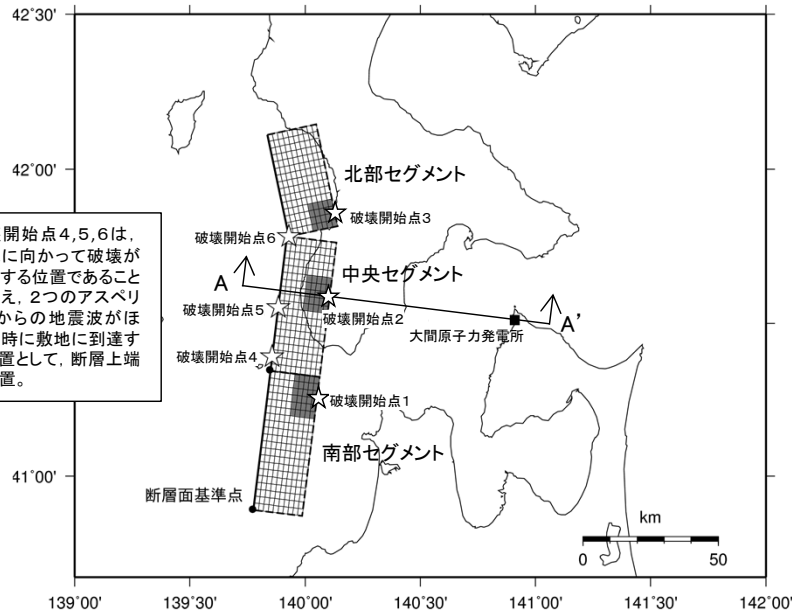 42°30'
42°00'
41°00'
139°00'
139°30'
140°00'
140°30'
141°00'
141°30'
142°00'
北部セグメント
破壊開始点3
破壊開始点6
A
中央セグメント
破壊開始点5
破壊開始点2
A'
大間原子力発電所
破壊開始点4
破壊開始点1
南部セグメント
断層面基準点
km
0
50
開始点4,5,6は,
に向かって破壊が
する位置であること
え,2つのアスペリ
からの地震波がほ
時に敷地に到達す
置として,断層上端
置。